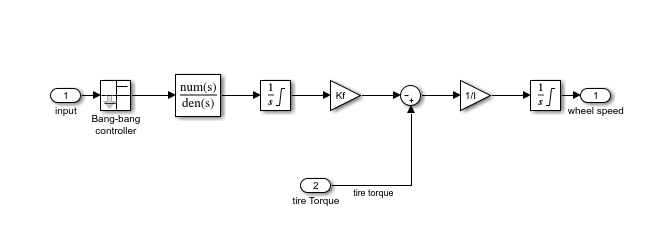 1
input
Bang-bang
controller
num(s)
den(s)
1
s
Kf
-
+
1/I
1
s
1
wheel speed
2
tire Torque
tire torque